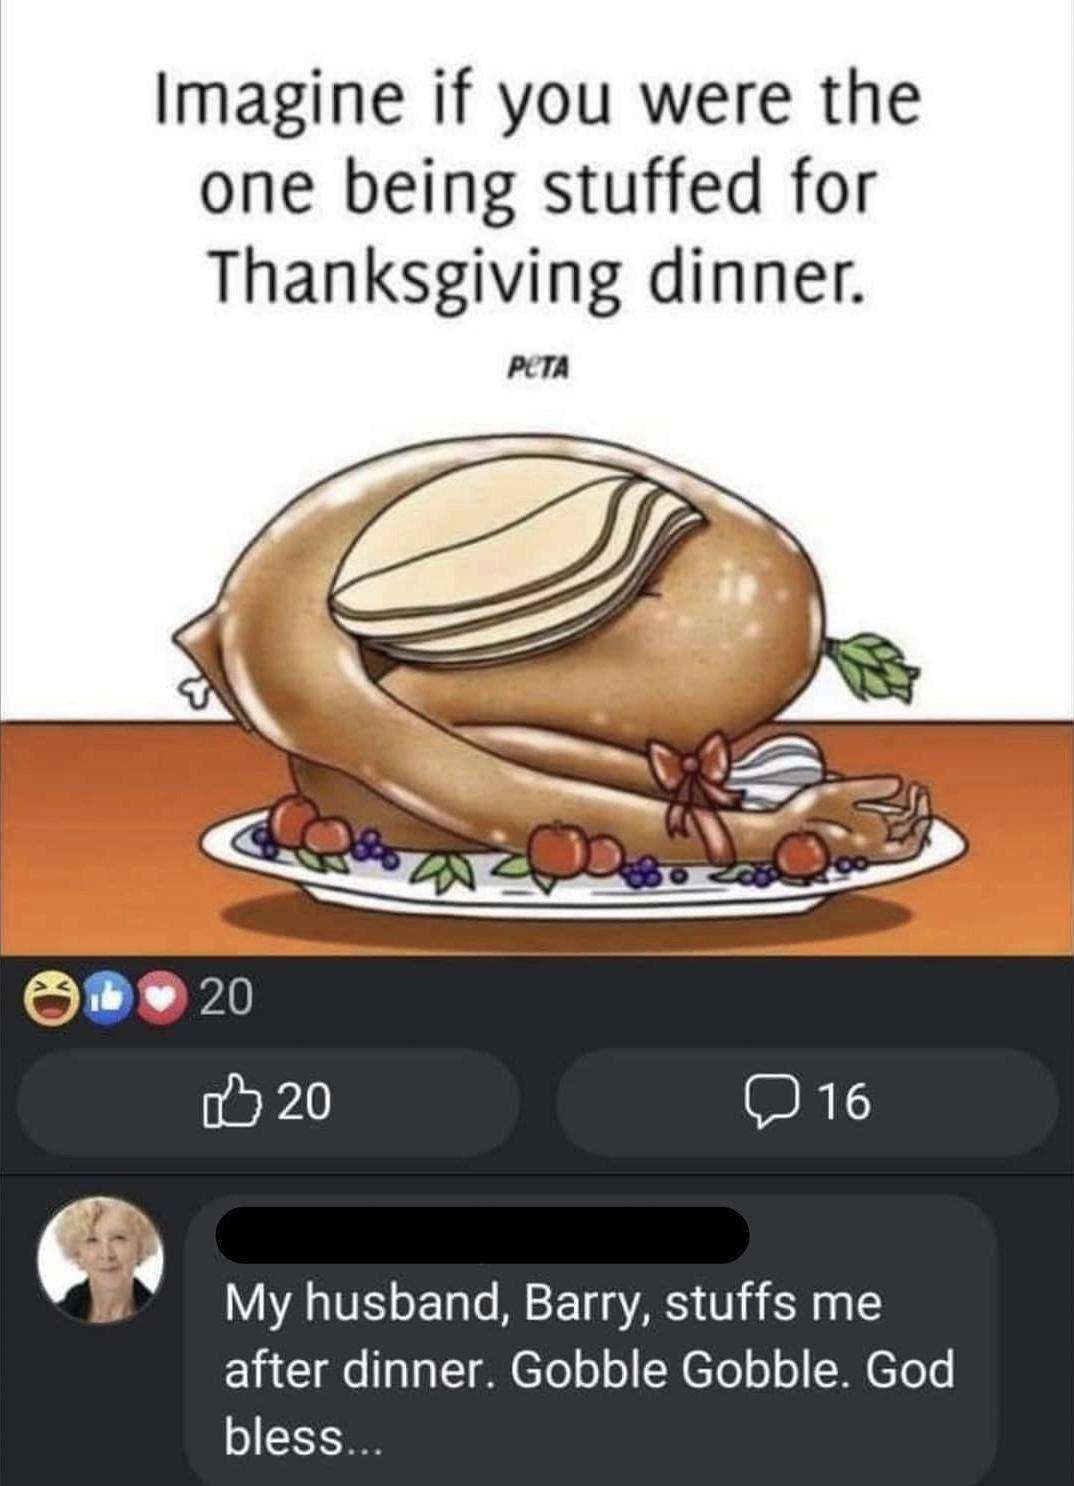 Imagine if you were the
one being stuffed for
Thanksgiving dinner.
PeTA
20
20
16
My husband, Barry, stuffs me
after dinner. Gobble Gobble. God
bless...